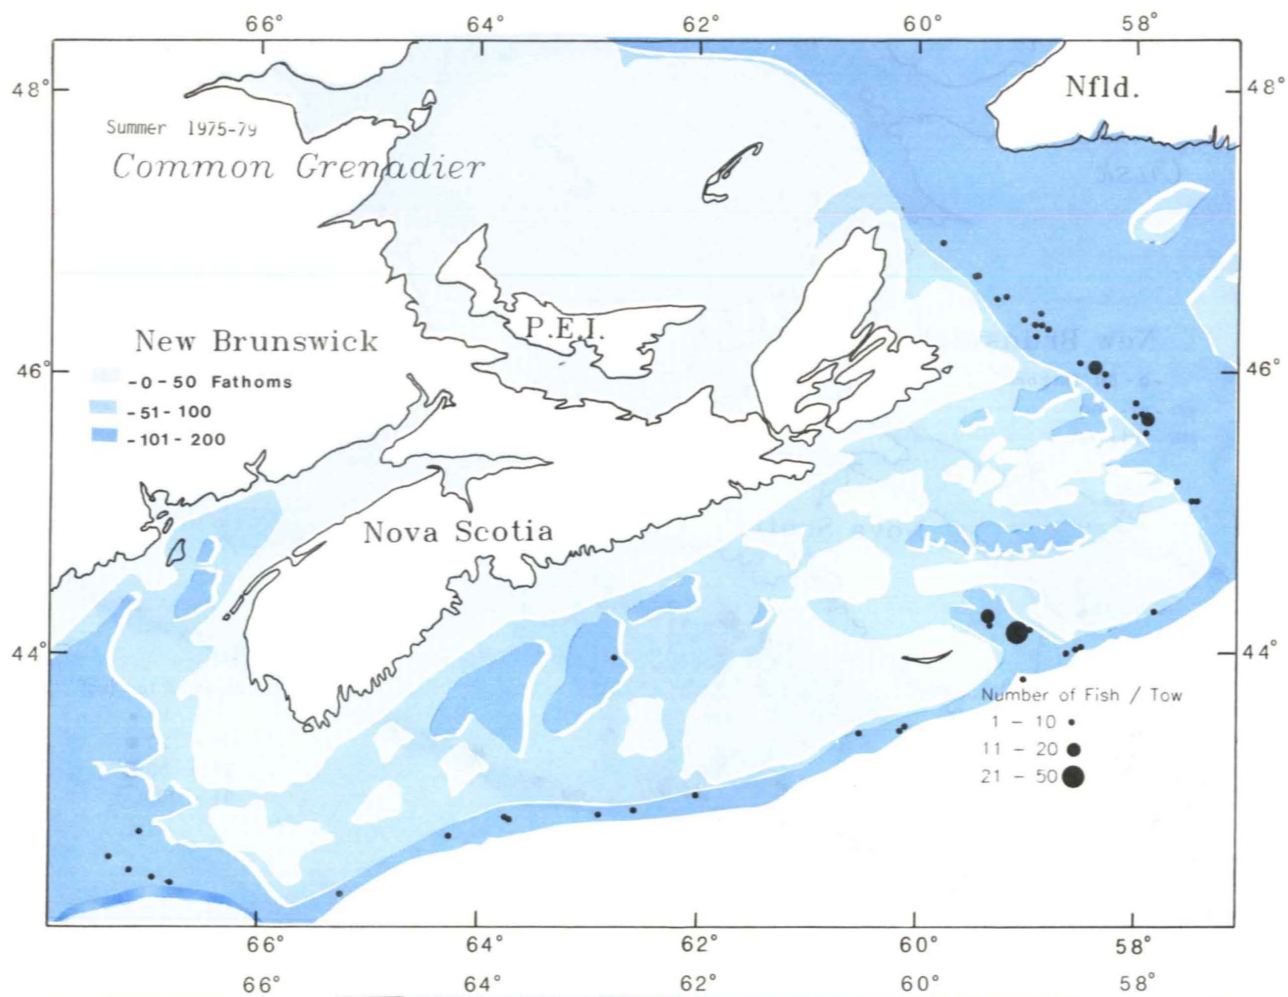 66° 64° 62° 60° 58°
48° 48°
Nfld.
Summer 1975-79
Common Grenadier
P.E.I.
New Brunswick
-0-50 Fathoms
46° 46°
-51-100
-101-200
Nova Scotia
44° 44°
Number of Fish / Tow
1 - 10
11 - 20
21 - 50
66° 64° 62° 60° 58°
66° 64° 62° 60° 58°